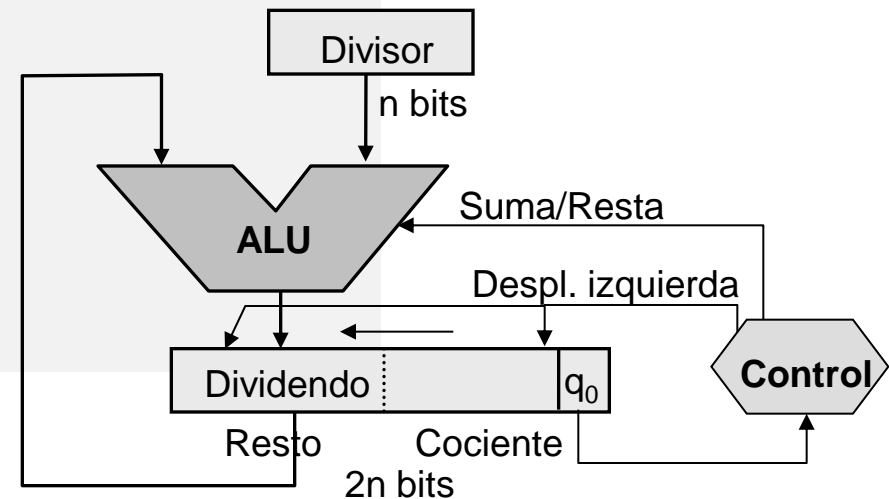 Divisor
n bits
Suma/Resta
ALU
Despl. izquierda
Dividendo
q₀
Control
Resto
Cociente
2n bits